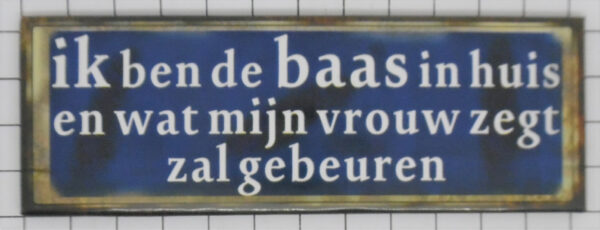 ik ben de baas in huis
en wat mijn vrouw zegt
zal gebeuren